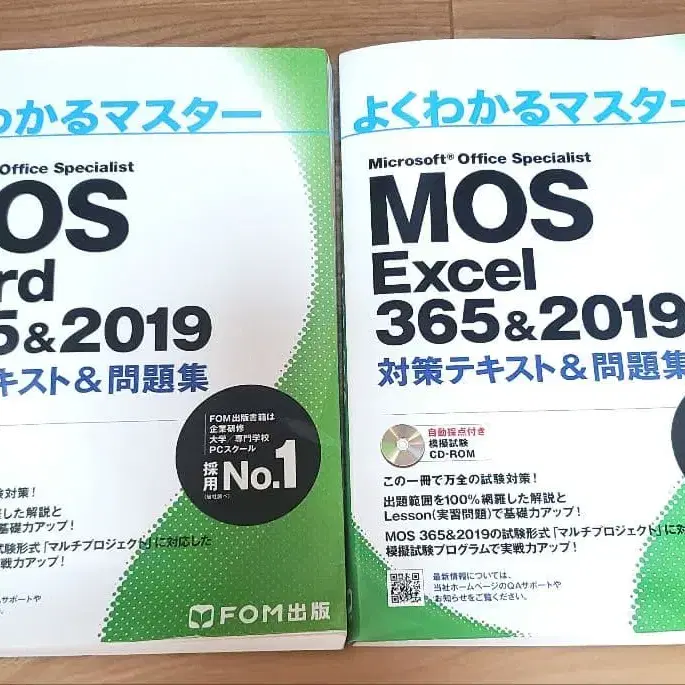 わかるマスター
Office Specialist
OS
rd
5&2019
キスト&問題集
FOM出版書籍は
企業研修
大学/専門学校
PCスクール
採用No.1
験対策!
した解説と
基礎力アップ!
試験形式「マルチプロジェクト」に対応した
戦力アップ!
サポートや
FOM出版
よくわかるマスター
Microsoft® Office Specialist
MOS
Excel
365&2019
対策テキスト&問題集
自動採点付き
模擬試験
CD-ROM
この一冊で万全の試験対策!
出題範囲を100%網羅した解説と
Lesson(実習問題)で基礎力アップ!
MOS 365&2019の試験形式「マルチプロジェクト」に対
模擬試験プログラムで実戦力アップ!
最新情報については、
当社ホームページのQAサポートや
お知らせをご覧ください。